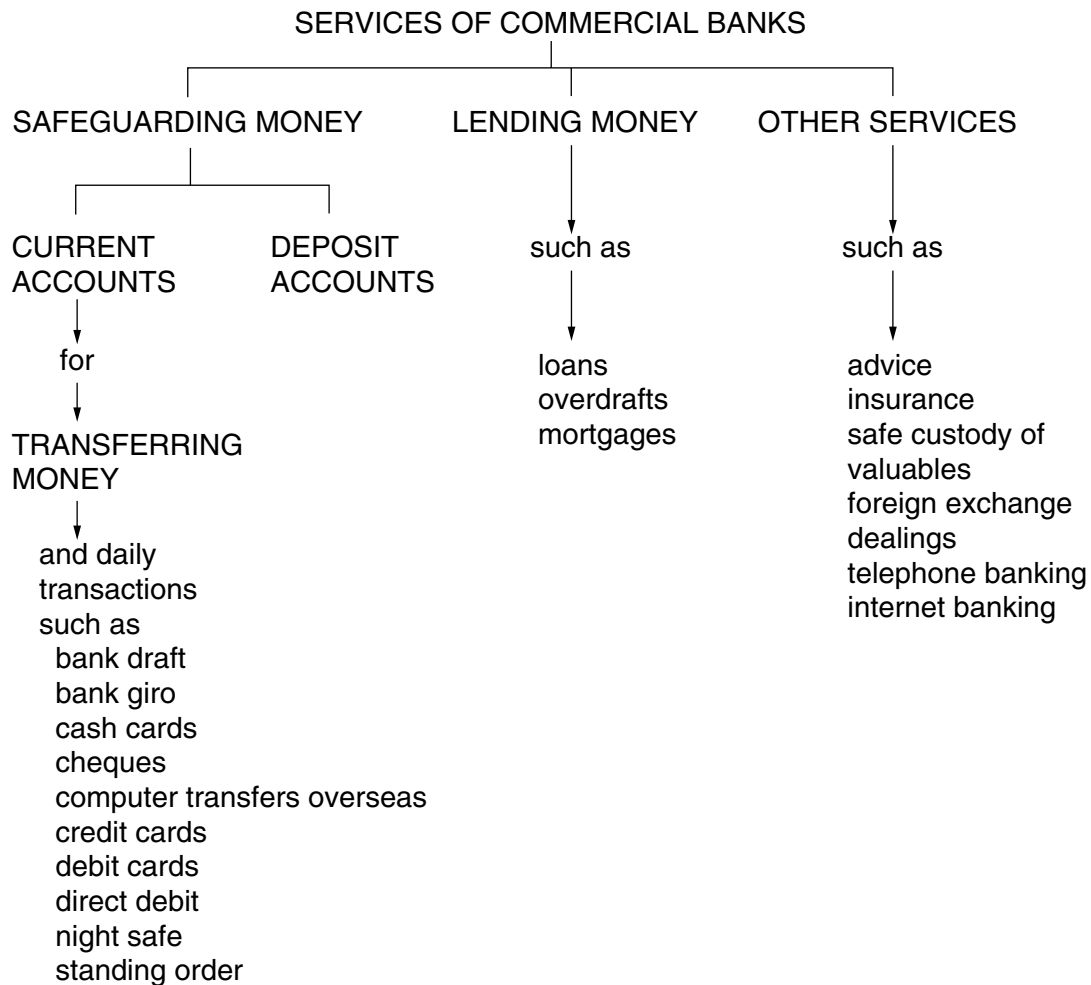 SERVICES OF COMMERCIAL BANKS
SAFEGUARDING MONEY
CURRENT
ACCOUNTS
for
TRANSFERRING
MONEY
and daily
transactions
such as
bank draft
bank giro
cash cards
cheques
computer transfers overseas
credit cards
debit cards
direct debit
night safe
standing order
DEPOSIT
ACCOUNTS
LENDING MONEY
such as
loans
overdrafts
mortgages
OTHER SERVICES
such as
advice
insurance
safe custody of
valuables
foreign exchange
dealings
telephone banking
internet banking